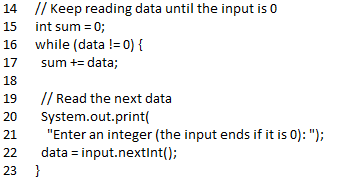 14 // Keep reading data until the input is 0
15 int sum = 0;
16 while (data != 0) {
17 sum += data;
18
19 // Read the next data
20 System.out.print(
21 "Enter an integer (the input ends if it is 0): ");
22 data = input.nextInt();
23 }